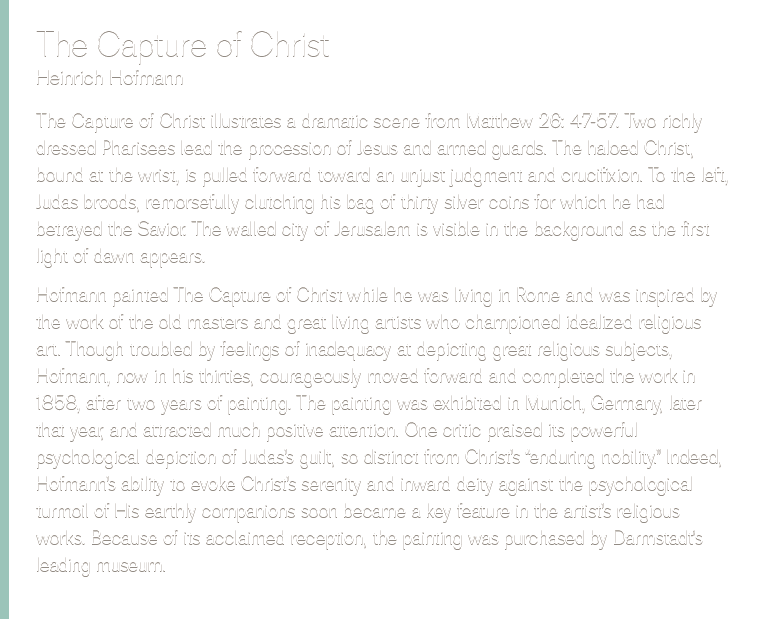 The Capture of Christ
Heinrich Hofmann
The Capture of Christ illustrates a dramatic scene from Matthew 26: 47-57. Two richly
dressed Pharisees lead the procession of Jesus and armed guards. The haloed Christ,
bound at the wrist, is pulled forward toward an unjust judgment and crucifixion. To the left,
Judas broods, remorsefully clutching his bag of thirty silver coins for which he had
betrayed the Savior. The walled city of Jerusalem is visible in the background as the first
light of dawn appears.
Hofmann painted The Capture of Christ while he was living in Rome and was inspired by
the work of the old masters and great living artists who championed idealized religious
art. Though troubled by feelings of inadequacy at depicting great religious subjects,
Hofmann, now in his thirties, courageously moved forward and completed the work in
1858, after two years of painting. The painting was exhibited in Munich, Germany, later
that year, and attracted much positive attention. One critic praised its powerful
psychological depiction of Judas's guilt, so distinct from Christ's “enduring nobility.” Indeed,
Hofmann's ability to evoke Christ's serenity and inward deity against the psychological
turmoil of His earthly companions soon became a key feature in the artist's religious
works. Because of its acclaimed reception, the painting was purchased by Darmstadt's
leading museum.